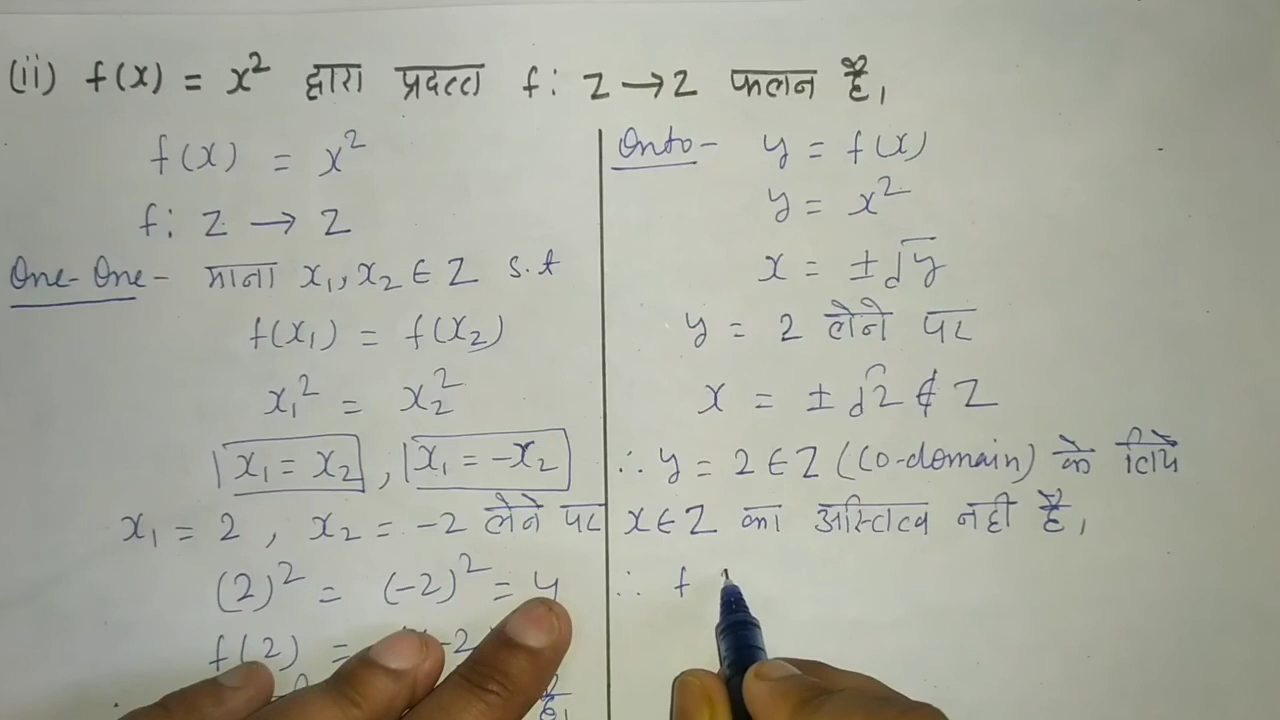 (ii) f(x) = x² द्वारा प्रदत्त f: Z → Z फलन है,
f(x) = x²
f: Z → Z
One-One- माना x₁, x₂ ∈ Z s.t
f(x₁) = f(x₂)
x₁² = x₂²
x₁ = x₂ , x₁ = -x₂
x₁ = 2 , x₂ = -2 लेने पर
(2)² = (-2)² = 4
f(2) =
Onto- y = f(x)
y = x²
x = ±√y
y = 2 लेने पर
x = ±√2 ∉ Z
∴ y = 2 ∈ Z (Co-domain) के लिये
x ∈ Z का अस्तित्व नही है,
∴ f